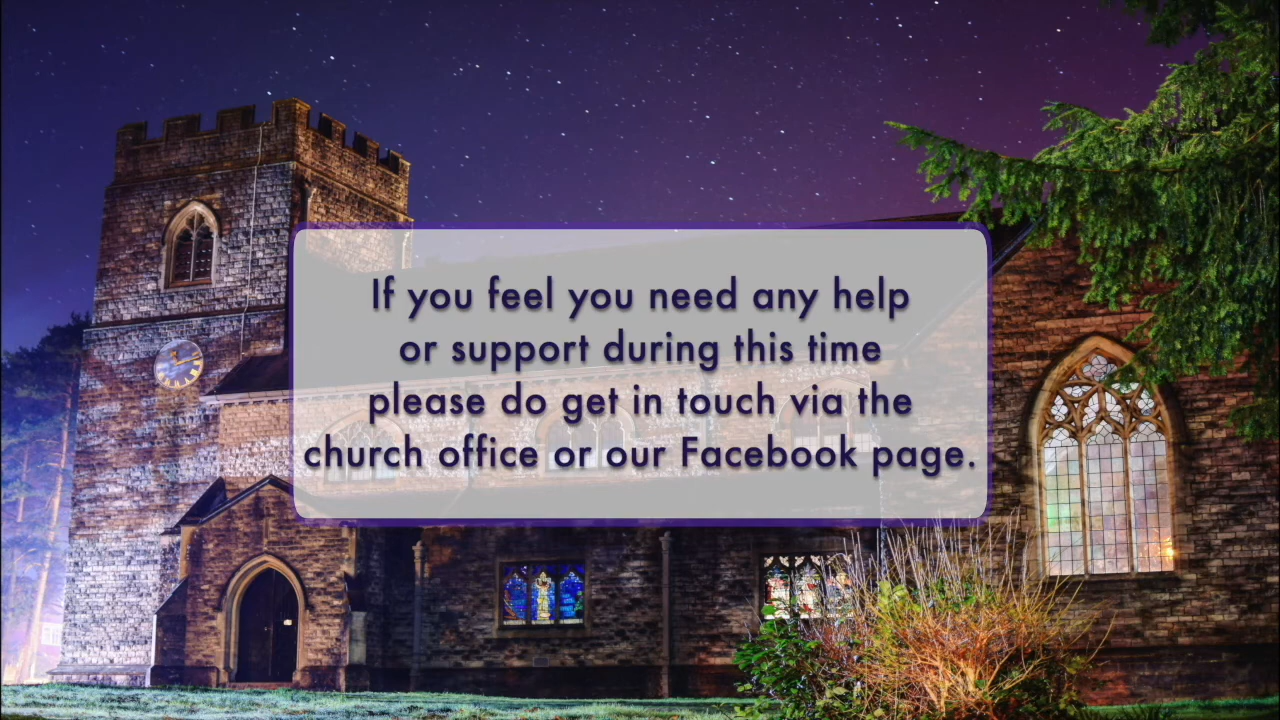 If you feel you need any help
or support during this time
please do get in touch via the
church office or our Facebook page.